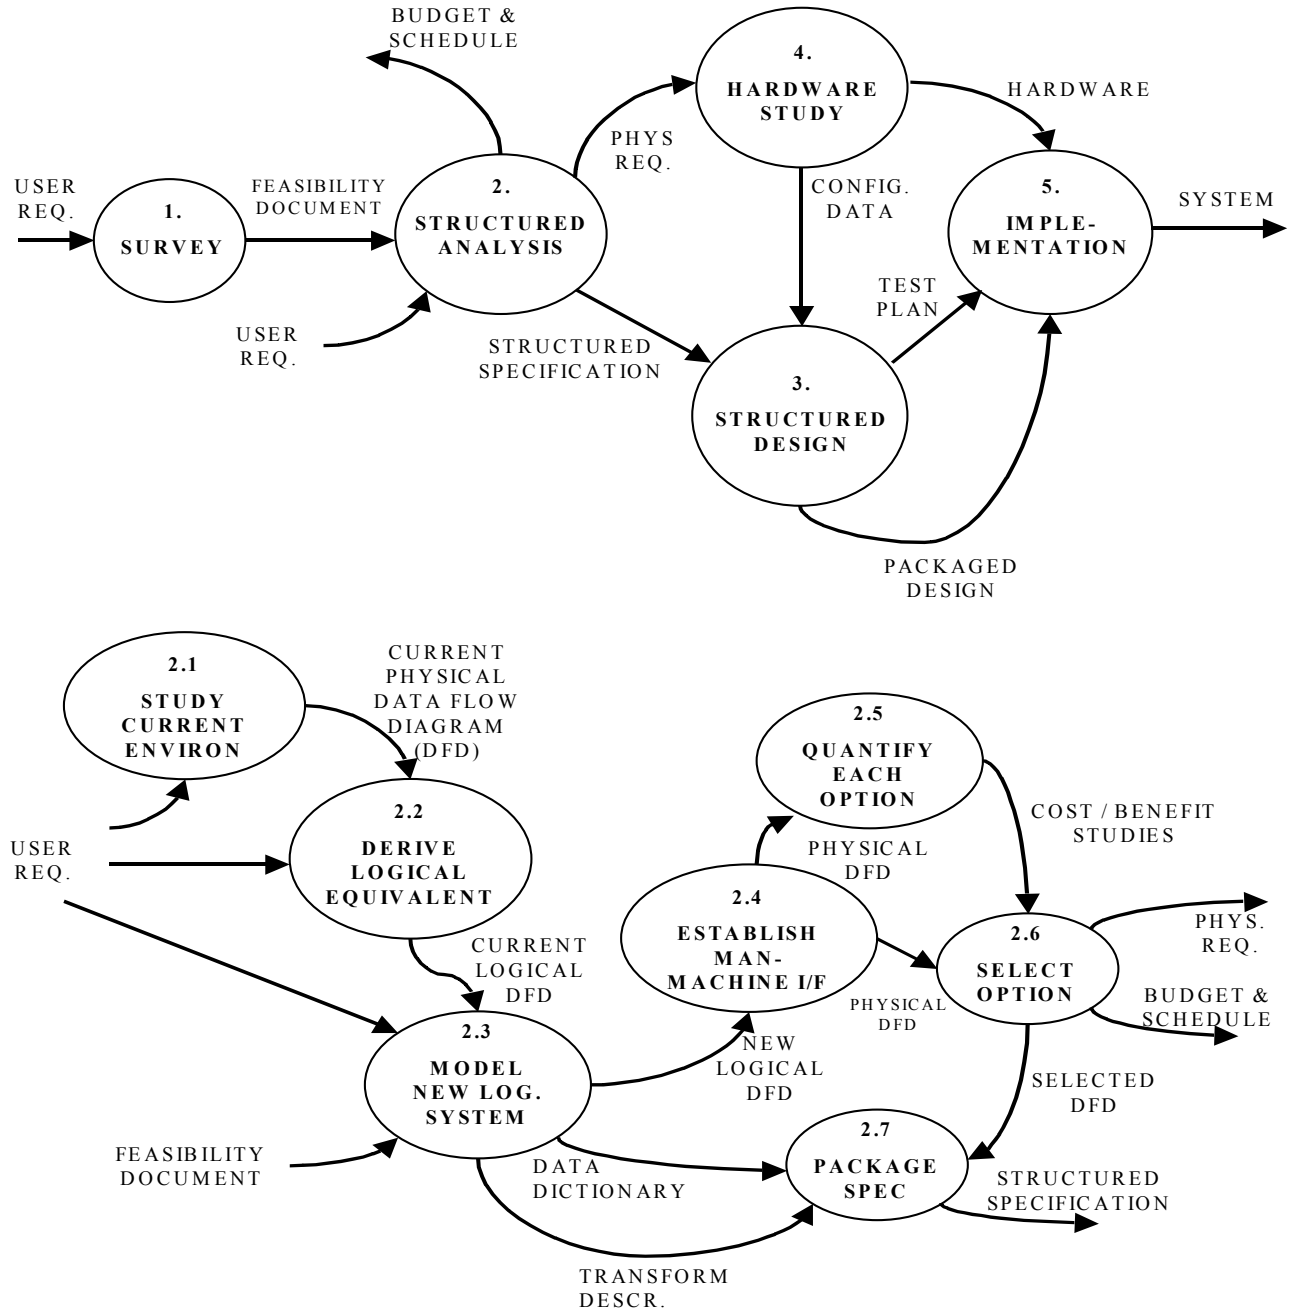 BUDGET &
SCHEDULE
4.
HARDWARE
STUDY
HARDWARE
PHYS
REQ.
USER
REQ.
1.
SURVEY
FEASIBILITY
DOCUMENT
2.
STRUCTURED
ANALYSIS
CONFIG.
DATA
5.
IMPLE-
MENTATION
SYSTEM
USER
REQ.
STRUCTURED
SPECIFICATION
TEST
PLAN
3.
STRUCTURED
DESIGN
PACKAGED
DESIGN
2.1
STUDY
CURRENT
ENVIRON
CURRENT
PHYSICAL
DATA FLOW
DIAGRAM
(DFD)
USER
REQ.
2.2
DERIVE
LOGICAL
EQUIVALENT
2.5
QUANTIFY
EACH
OPTION
COST / BENEFIT
STUDIES
PHYSICAL
DFD
2.4
ESTABLISH
MAN-
MACHINE I/F
CURRENT
LOGICAL
DFD
PHYSICAL
DFD
2.6
SELECT
OPTION
PHYS.
REQ.
BUDGET &
SCHEDULE
2.3
MODEL
NEW LOG.
SYSTEM
NEW
LOGICAL
DFD
SELECTED
DFD
FEASIBILITY
DOCUMENT
DATA
DICTIONARY
2.7
PACKAGE
SPEC
STRUCTURED
SPECIFICATION
TRANSFORM
DESCR.